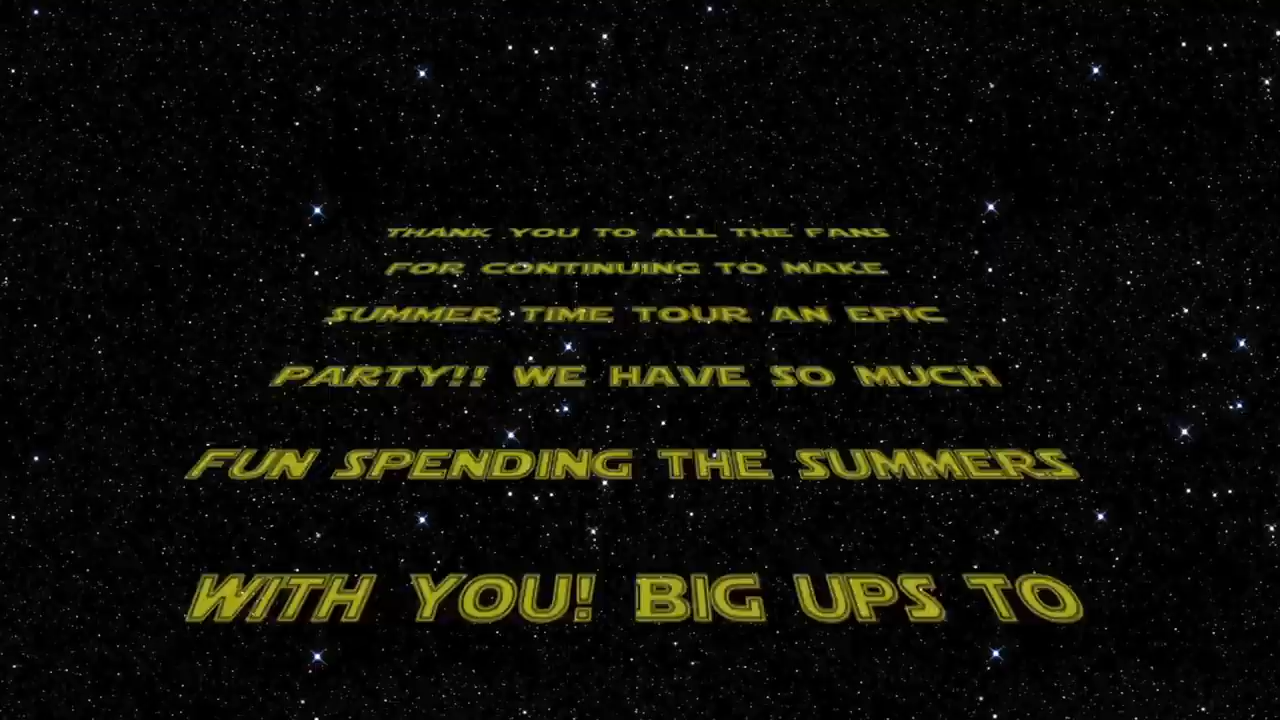 THANK YOU TO ALL THE FANS
FOR CONTINUING TO MAKE
SUMMER TIME TOUR AN EPIC
PARTY!! WE HAVE SO MUCH
FUN SPENDING THE SUMMERS
WITH YOU! BIG UPS TO